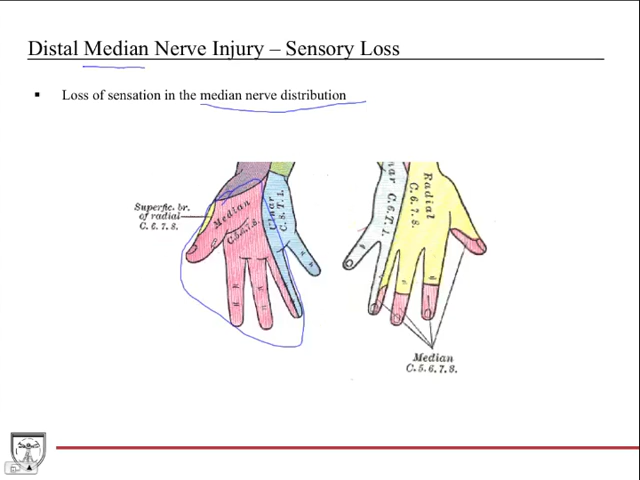 Distal Median Nerve Injury – Sensory Loss
Loss of sensation in the median nerve distribution
Superfic. br.
of radial
C. 6. 7. 8.
Median
Ulnar
C. 8. T. 1.
Radial
C. 6. 7. 8.
Median
C. 5. 6. 7. 8.